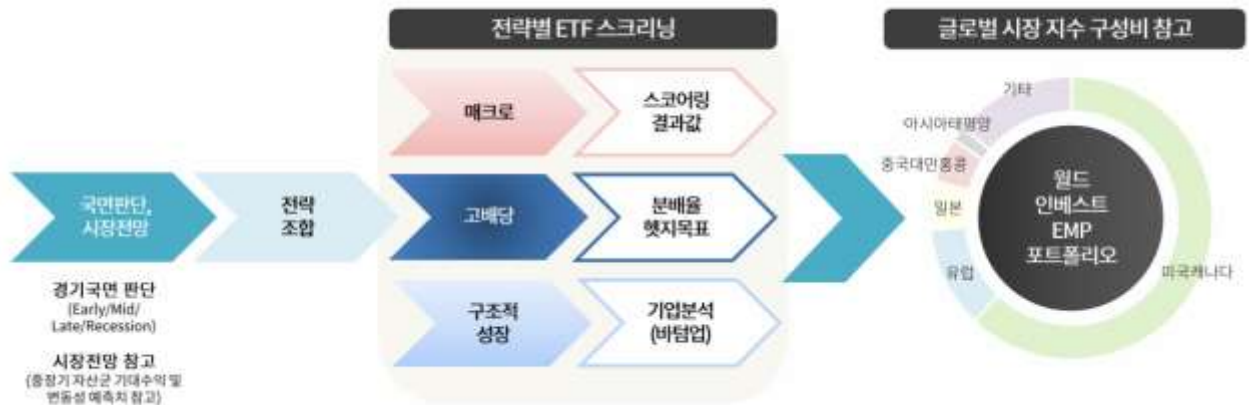 전략별 ETF 스크리닝
글로벌 시장 지수 구성비 참고
국면판단,
시장전망
전략
조합
매크로
스코어링
결과값
고배당
분배율
헷지목표
구조적
성장
기업분석
(바텀업)
경기국면 판단
(Early/Mid/
Late/Recession)
시장전망 참고
(중장기 자산군 기대수익 및
변동성 예측치 참고)
기타
아시아태평양
중국대만홍콩
일본
유럽
미국캐나다
월드
인베스트
EMP
포트폴리오